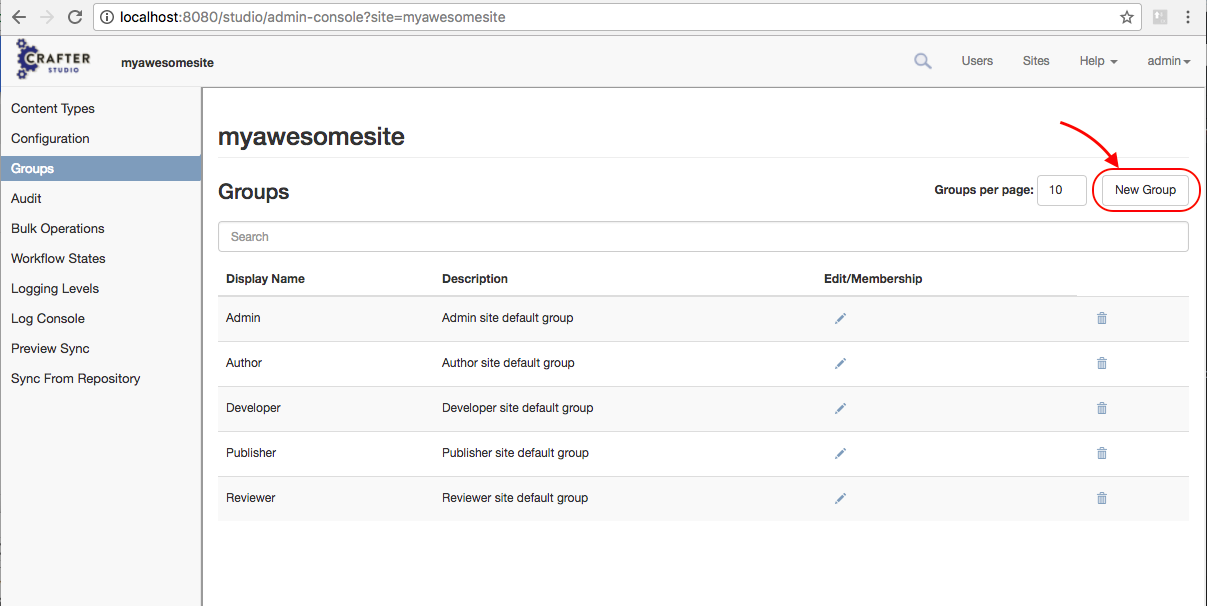 localhost:8080/studio/admin-console?site=myawesomesite
CRAFTER
STUDIO
myawesomesite
Users Sites Help admin
Content Types
Configuration
Groups
Audit
Bulk Operations
Workflow States
Logging Levels
Log Console
Preview Sync
Sync From Repository
myawesomesite
Groups
Groups per page: 10 New Group
Search
Display Name Description Edit/Membership
Admin Admin site default group
Author Author site default group
Developer Developer site default group
Publisher Publisher site default group
Reviewer Reviewer site default group